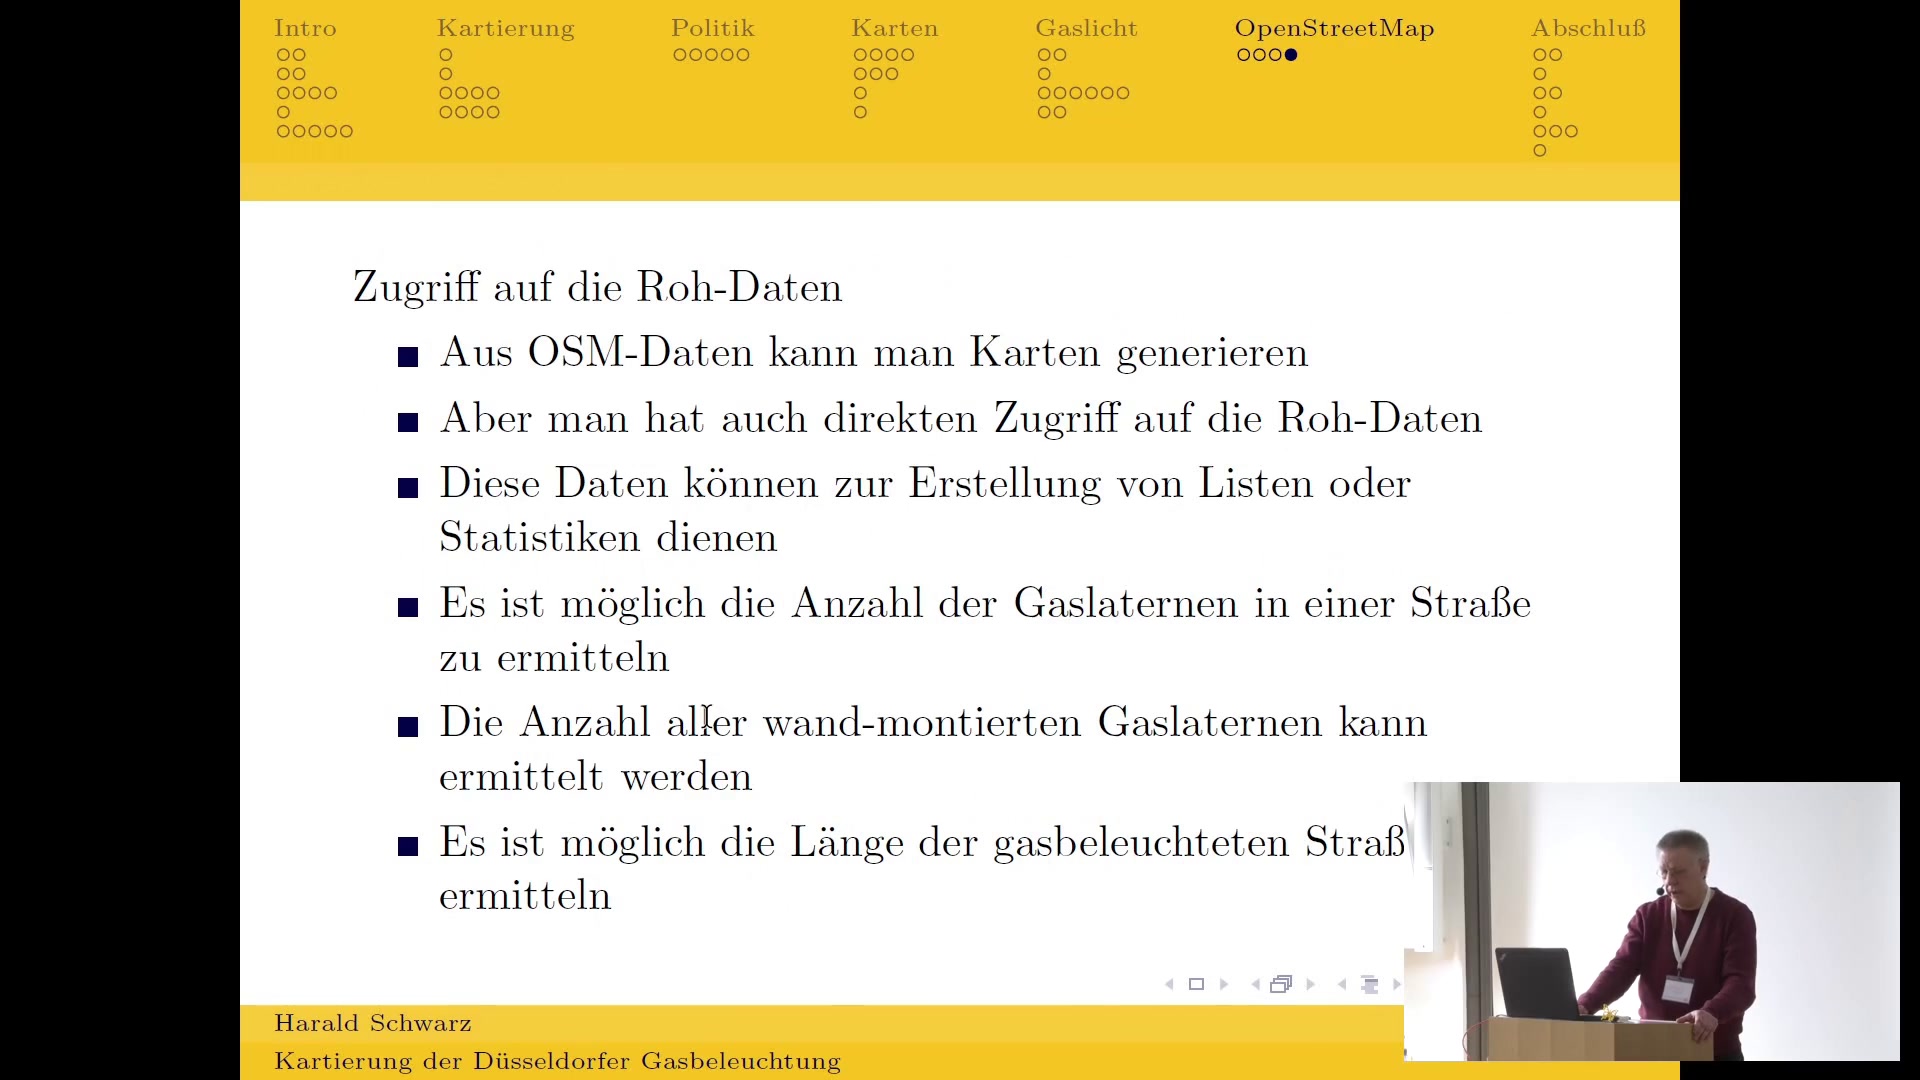 Intro Kartierung Politik Karten Gaslicht OpenStreetMap Abschluß
Zugriff auf die Roh-Daten
Aus OSM-Daten kann man Karten generieren
Aber man hat auch direkten Zugriff auf die Roh-Daten
Diese Daten können zur Erstellung von Listen oder
Statistiken dienen
Es ist möglich die Anzahl der Gaslaternen in einer Straße
zu ermitteln
Die Anzahl aller wand-montierten Gaslaternen kann
ermittelt werden
Es ist möglich die Länge der gasbeleuchteten Straß
ermitteln
Harald Schwarz
Kartierung der Düsseldorfer Gasbeleuchtung